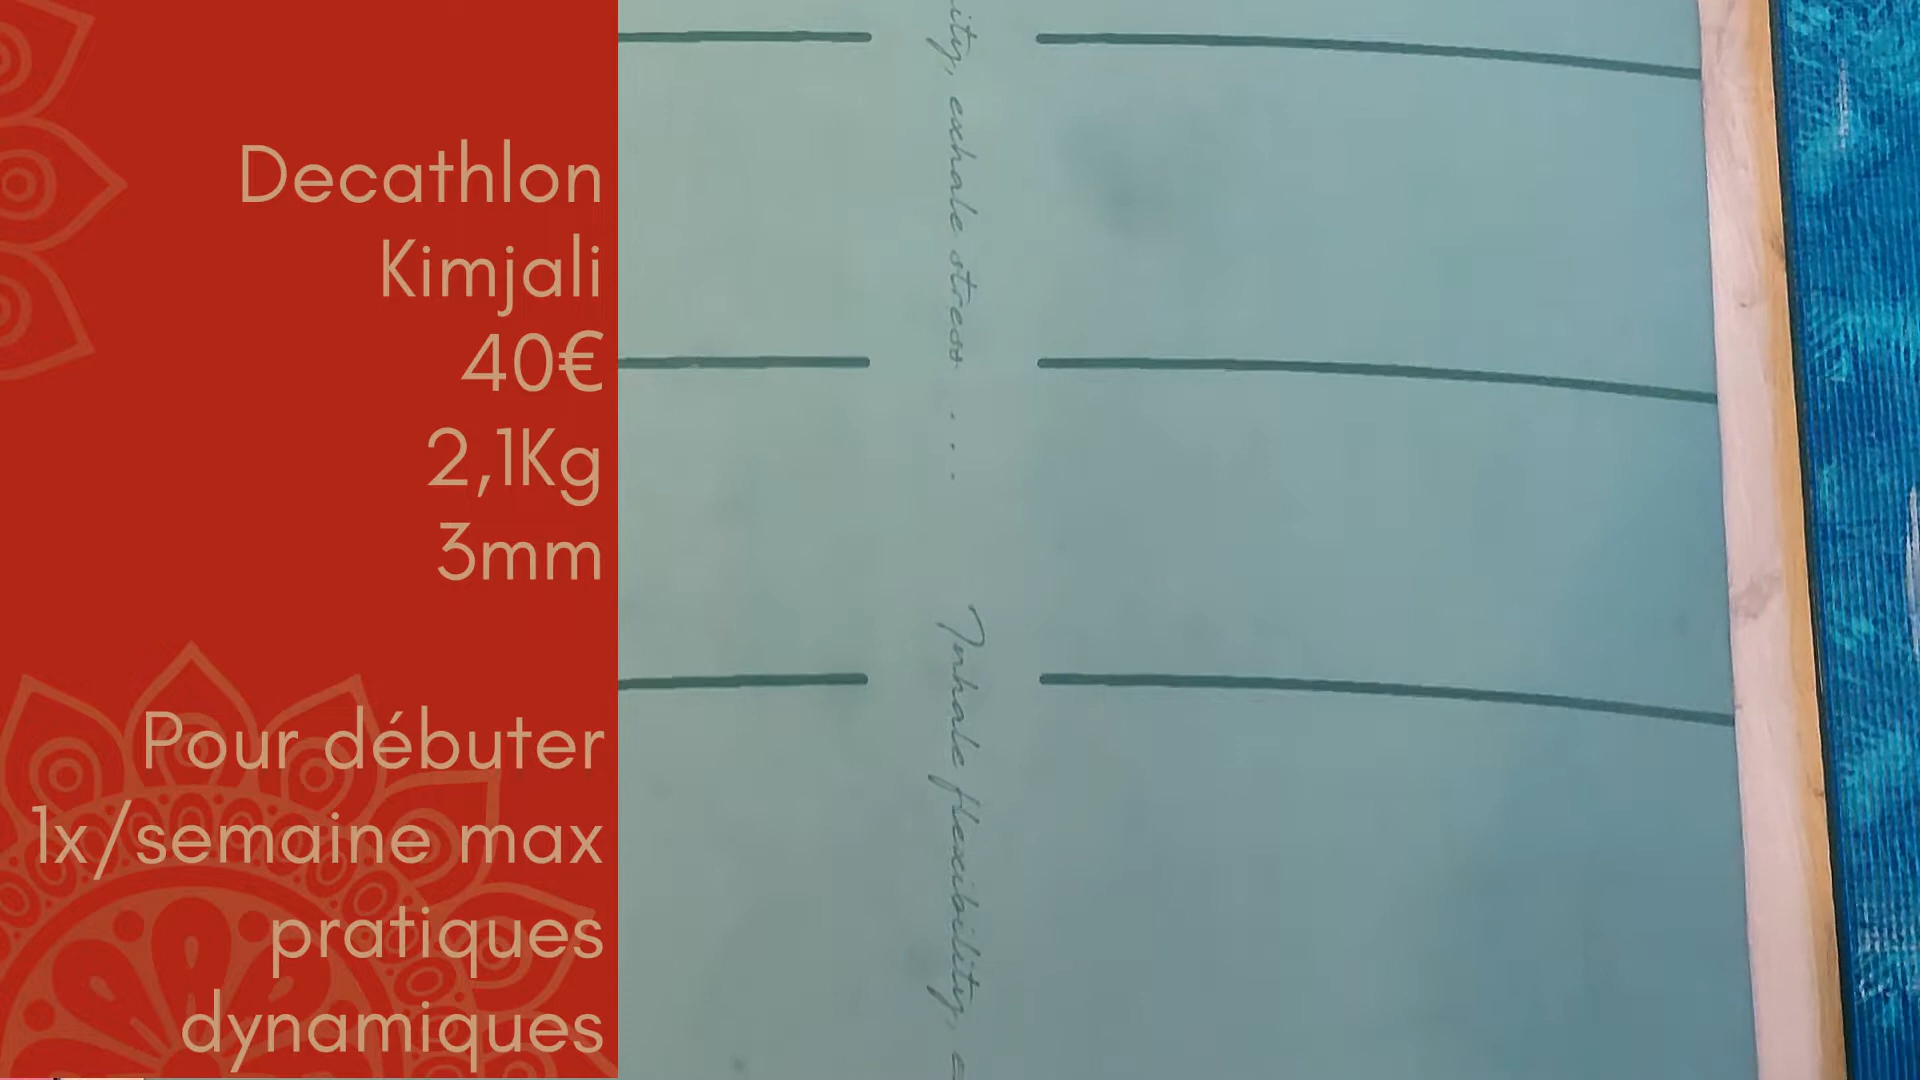 Decathlon
Kimjali
40€
2,1Kg
3mm
Pour débuter
1x/semaine max
pratiques
dynamiques
exhale stress . . .
Inhale flexibility,